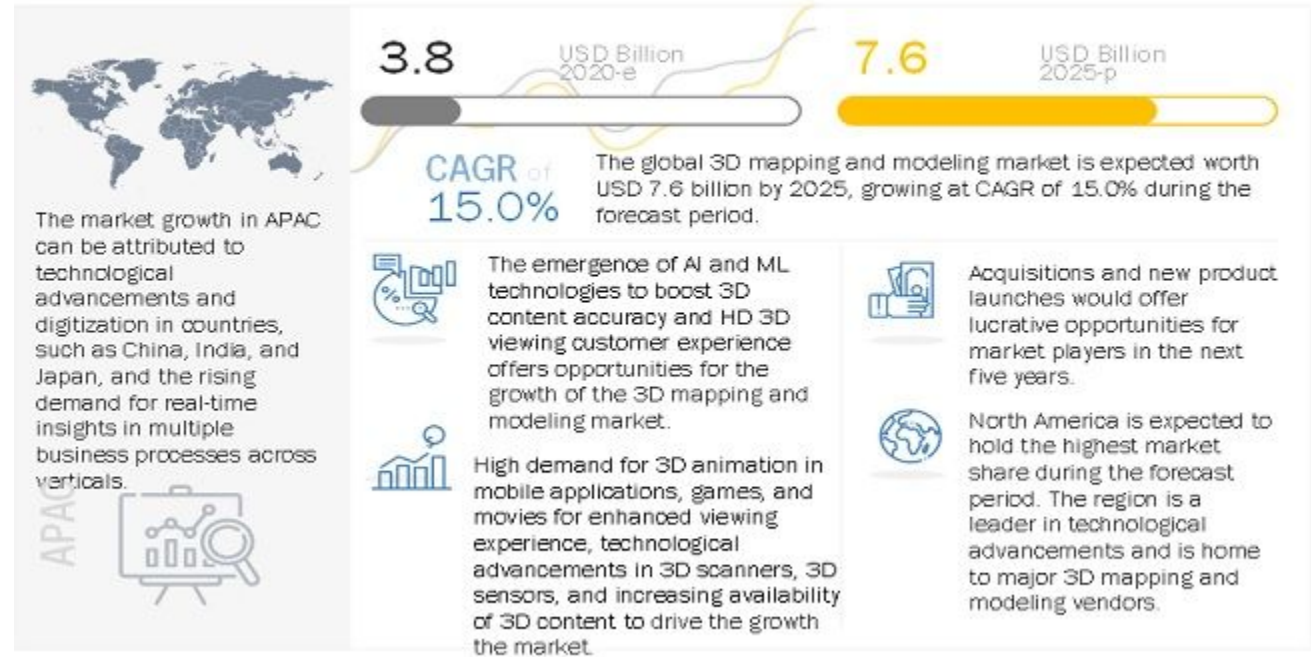 3.8
USD Billion
2020-e
7.6
USD Billion
2025-p
CAGR of
15.0%
The global 3D mapping and modeling market is expected worth
USD 7.6 billion by 2025, growing at CAGR of 15.0% during the
forecast period.
The market growth in APAC
can be attributed to
technological
advancements and
digitization in countries,
such as China, India, and
Japan, and the rising
demand for real-time
insights in multiple
business processes across
verticals.
APAC
The emergence of AI and ML
technologies to boost 3D
content accuracy and HD 3D
viewing customer experience
offers opportunities for the
growth of the 3D mapping and
modeling market.
High demand for 3D animation in
mobile applications, games, and
movies for enhanced viewing
experience, technological
advancements in 3D scanners, 3D
sensors, and increasing availability
of 3D content to drive the growth
the market.
Acquisitions and new product
launches would offer
lucrative opportunities for
market players in the next
five years.
North America is expected to
hold the highest market
share during the forecast
period. The region is a
leader in technological
advancements and is home
to major 3D mapping and
modeling vendors.